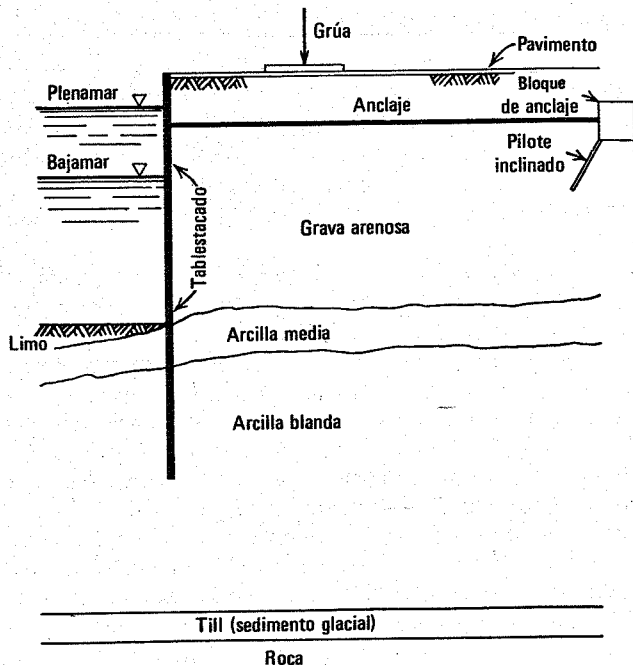 Grúa
Pavimento
Plenamar
Anclaje
Bloque
de anclaje
Pilote
inclinado
Bajamar
Tablestacado
Grava arenosa
Limo
Arcilla media
Arcilla blanda
Till (sedimento glacial)
Roca